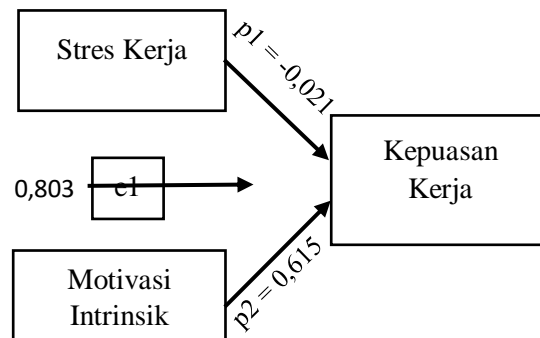 Stres Kerja
p1 = -0,021
Kepuasan
Kerja
0,803
e1
Motivasi
Intrinsik
p2 = 0,615